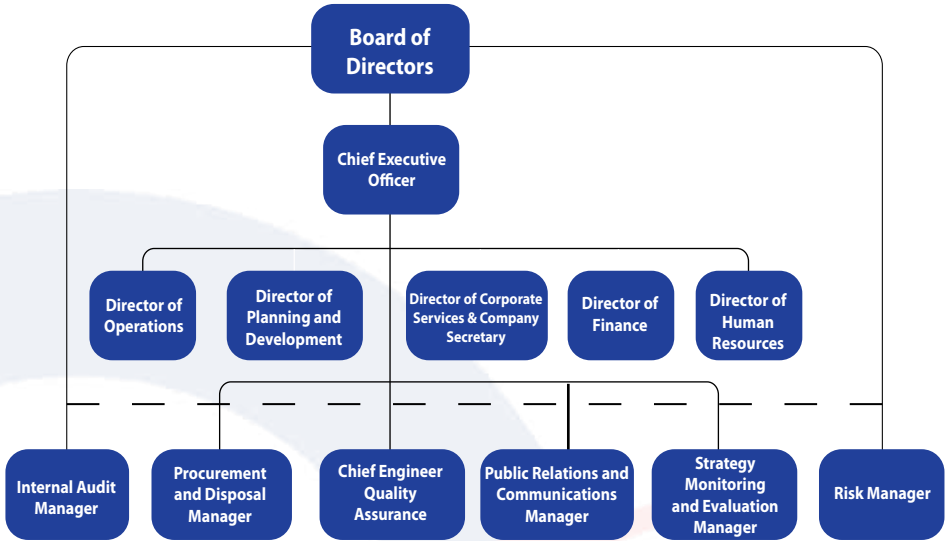 Board of
Directors
Chief Executive
Officer
Director of
Operations
Director of
Planning and
Development
Director of Corporate
Services & Company
Secretary
Director of
Finance
Director of
Human
Resources
Internal Audit
Manager
Procurement
and Disposal
Manager
Chief Engineer
Quality
Assurance
Public Relations and
Communications
Manager
Strategy
Monitoring
and Evaluation
Manager
Risk Manager